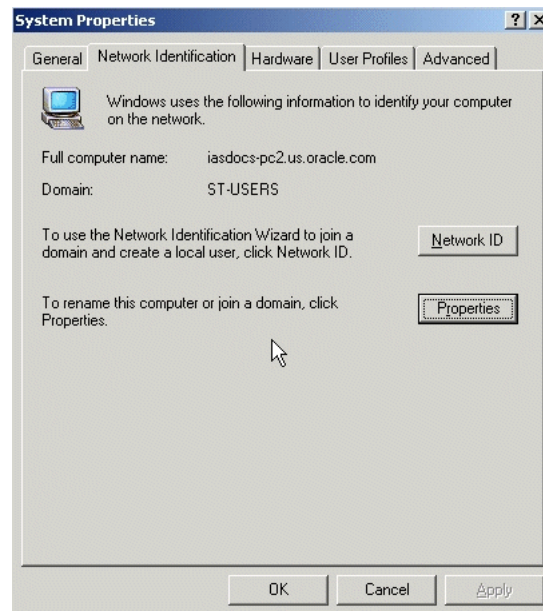 System Properties
General Network Identification Hardware User Profiles Advanced
Windows uses the following information to identify your computer
on the network.
Full computer name: iasdocs-pc2.us.oracle.com
Domain: ST-USERS
To use the Network Identification Wizard to join a
domain and create a local user, click Network ID.
Network ID
To rename this computer or join a domain, click
Properties.
Properties
OK Cancel Apply